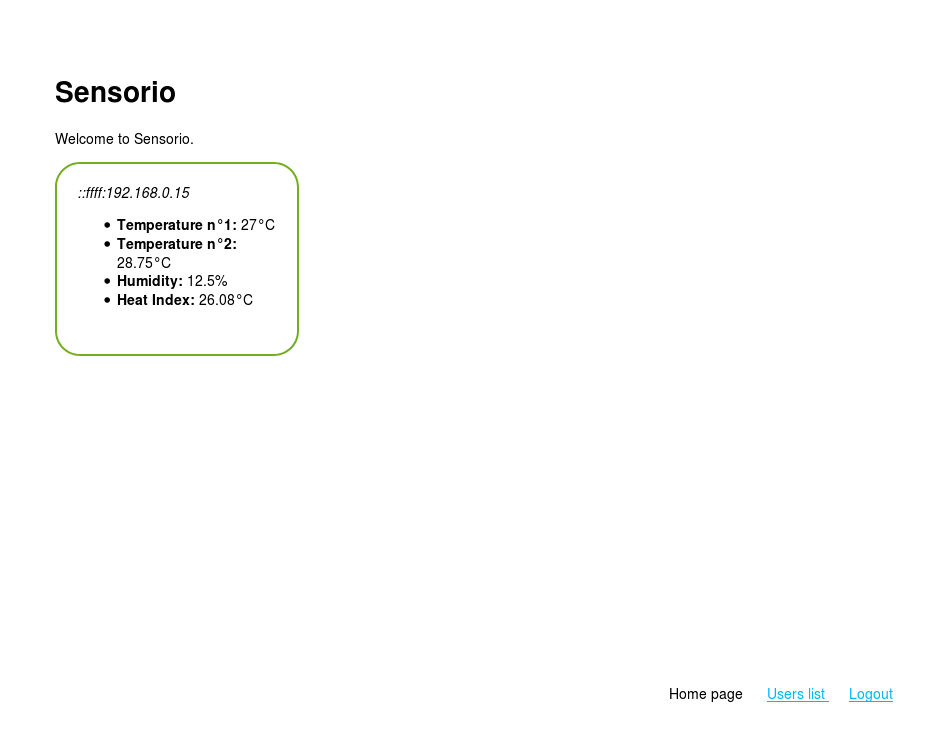 Sensorio
Welcome to Sensorio.
::ffff:192.168.0.15
• Temperature n°1: 27°C
• Temperature n°2:
28.75°C
• Humidity: 12.5%
• Heat Index: 26.08°C
Home page Users list Logout